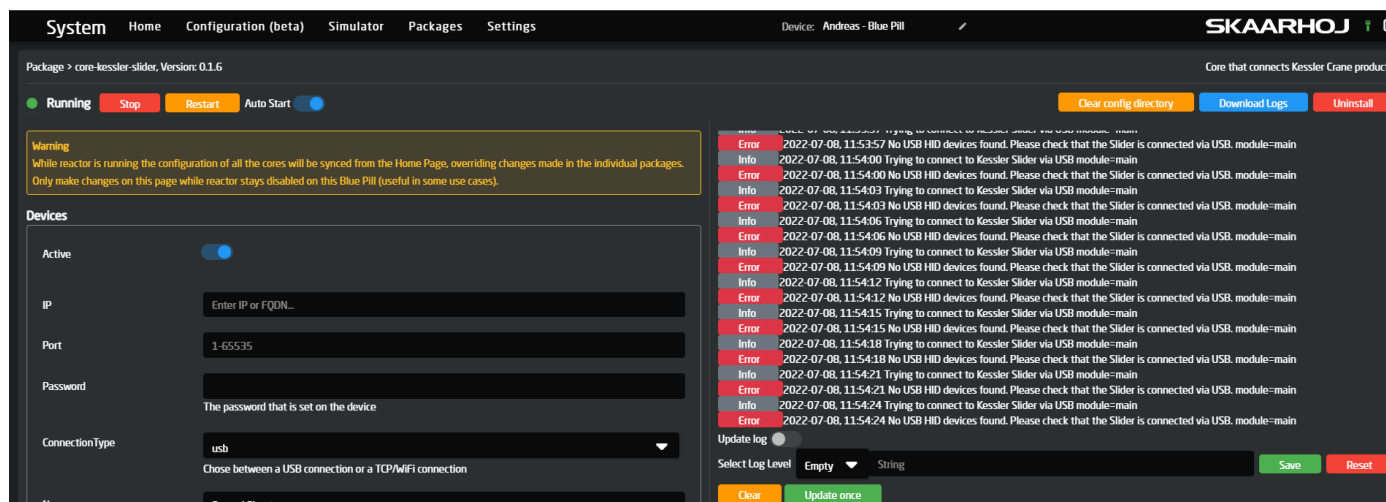 System Home Configuration (beta) Simulator Packages Settings Device: Andreas - Blue Pill SKAARHOJ
Package > core-kessler-slider, Version: 0.1.6 Core that connects Kessler Crane product
Running Stop Restart Auto Start Clear config directory Download Logs Uninstall
Warning
While reactor is running the configuration of all the cores will be synced from the Home Page, overriding changes made in the individual packages.
Only make changes on this page while reactor stays disabled on this Blue Pill (useful in some use cases).
Devices
Active
IP Enter IP or FQDN...
Port 1-65535
Password
The password that is set on the device
ConnectionType usb
Chose between a USB connection or a TCP/WiFi connection
Info 2022-07-08, 11:53:57 Trying to connect to Kessler Slider via USB module=main
Error 2022-07-08, 11:53:57 No USB HID devices found. Please check that the Slider is connected via USB. module=main
Info 2022-07-08, 11:54:00 Trying to connect to Kessler Slider via USB module=main
Error 2022-07-08, 11:54:00 No USB HID devices found. Please check that the Slider is connected via USB. module=main
Info 2022-07-08, 11:54:03 Trying to connect to Kessler Slider via USB module=main
Error 2022-07-08, 11:54:03 No USB HID devices found. Please check that the Slider is connected via USB. module=main
Info 2022-07-08, 11:54:06 Trying to connect to Kessler Slider via USB module=main
Error 2022-07-08, 11:54:06 No USB HID devices found. Please check that the Slider is connected via USB. module=main
Info 2022-07-08, 11:54:09 Trying to connect to Kessler Slider via USB module=main
Error 2022-07-08, 11:54:09 No USB HID devices found. Please check that the Slider is connected via USB. module=main
Info 2022-07-08, 11:54:12 Trying to connect to Kessler Slider via USB module=main
Error 2022-07-08, 11:54:12 No USB HID devices found. Please check that the Slider is connected via USB. module=main
Info 2022-07-08, 11:54:15 Trying to connect to Kessler Slider via USB module=main
Error 2022-07-08, 11:54:15 No USB HID devices found. Please check that the Slider is connected via USB. module=main
Info 2022-07-08, 11:54:18 Trying to connect to Kessler Slider via USB module=main
Error 2022-07-08, 11:54:18 No USB HID devices found. Please check that the Slider is connected via USB. module=main
Info 2022-07-08, 11:54:21 Trying to connect to Kessler Slider via USB module=main
Error 2022-07-08, 11:54:21 No USB HID devices found. Please check that the Slider is connected via USB. module=main
Info 2022-07-08, 11:54:24 Trying to connect to Kessler Slider via USB module=main
Error 2022-07-08, 11:54:24 No USB HID devices found. Please check that the Slider is connected via USB. module=main
Update log
Select Log Level Empty String Save Reset
Clear Update once